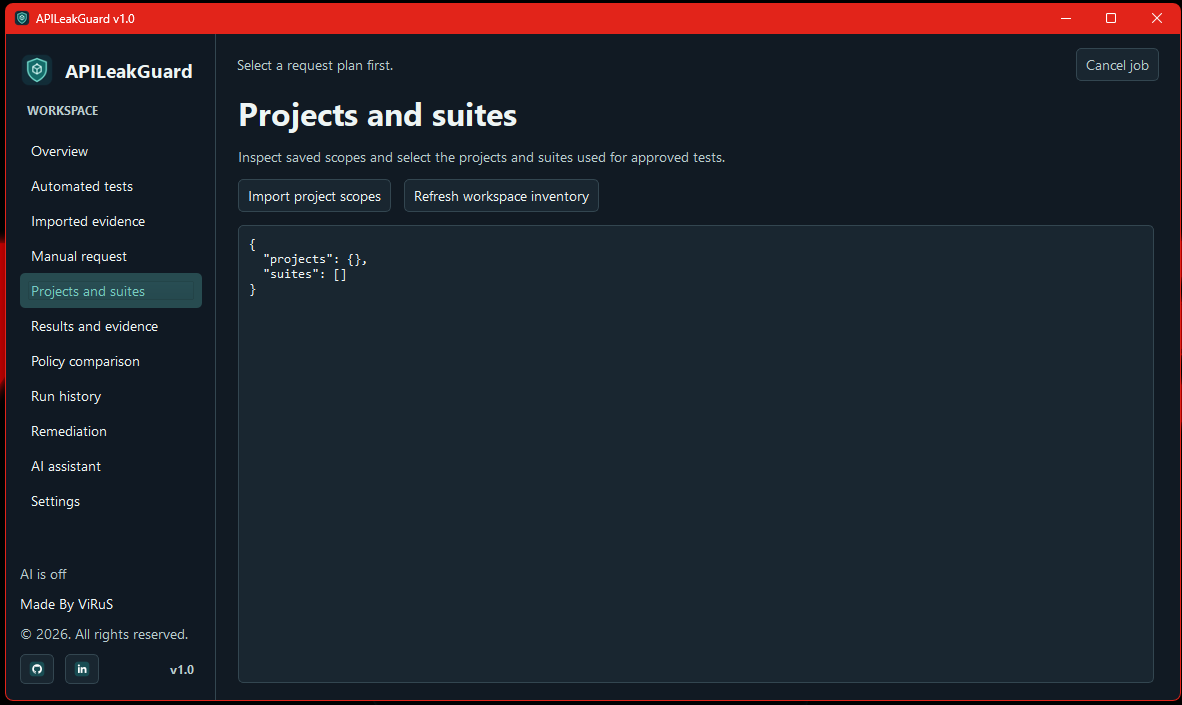 APILeakGuard v1.0
APILeakGuard
WORKSPACE
Overview
Automated tests
Imported evidence
Manual request
Projects and suites
Results and evidence
Policy comparison
Run history
Remediation
AI assistant
Settings
AI is off
Made By ViRuS
© 2026. All rights reserved.
in
v1.0
Select a request plan first.
Cancel job
Projects and suites
Inspect saved scopes and select the projects and suites used for approved tests.
Import project scopes
Refresh workspace inventory
{
"projects": {},
"suites": []
}